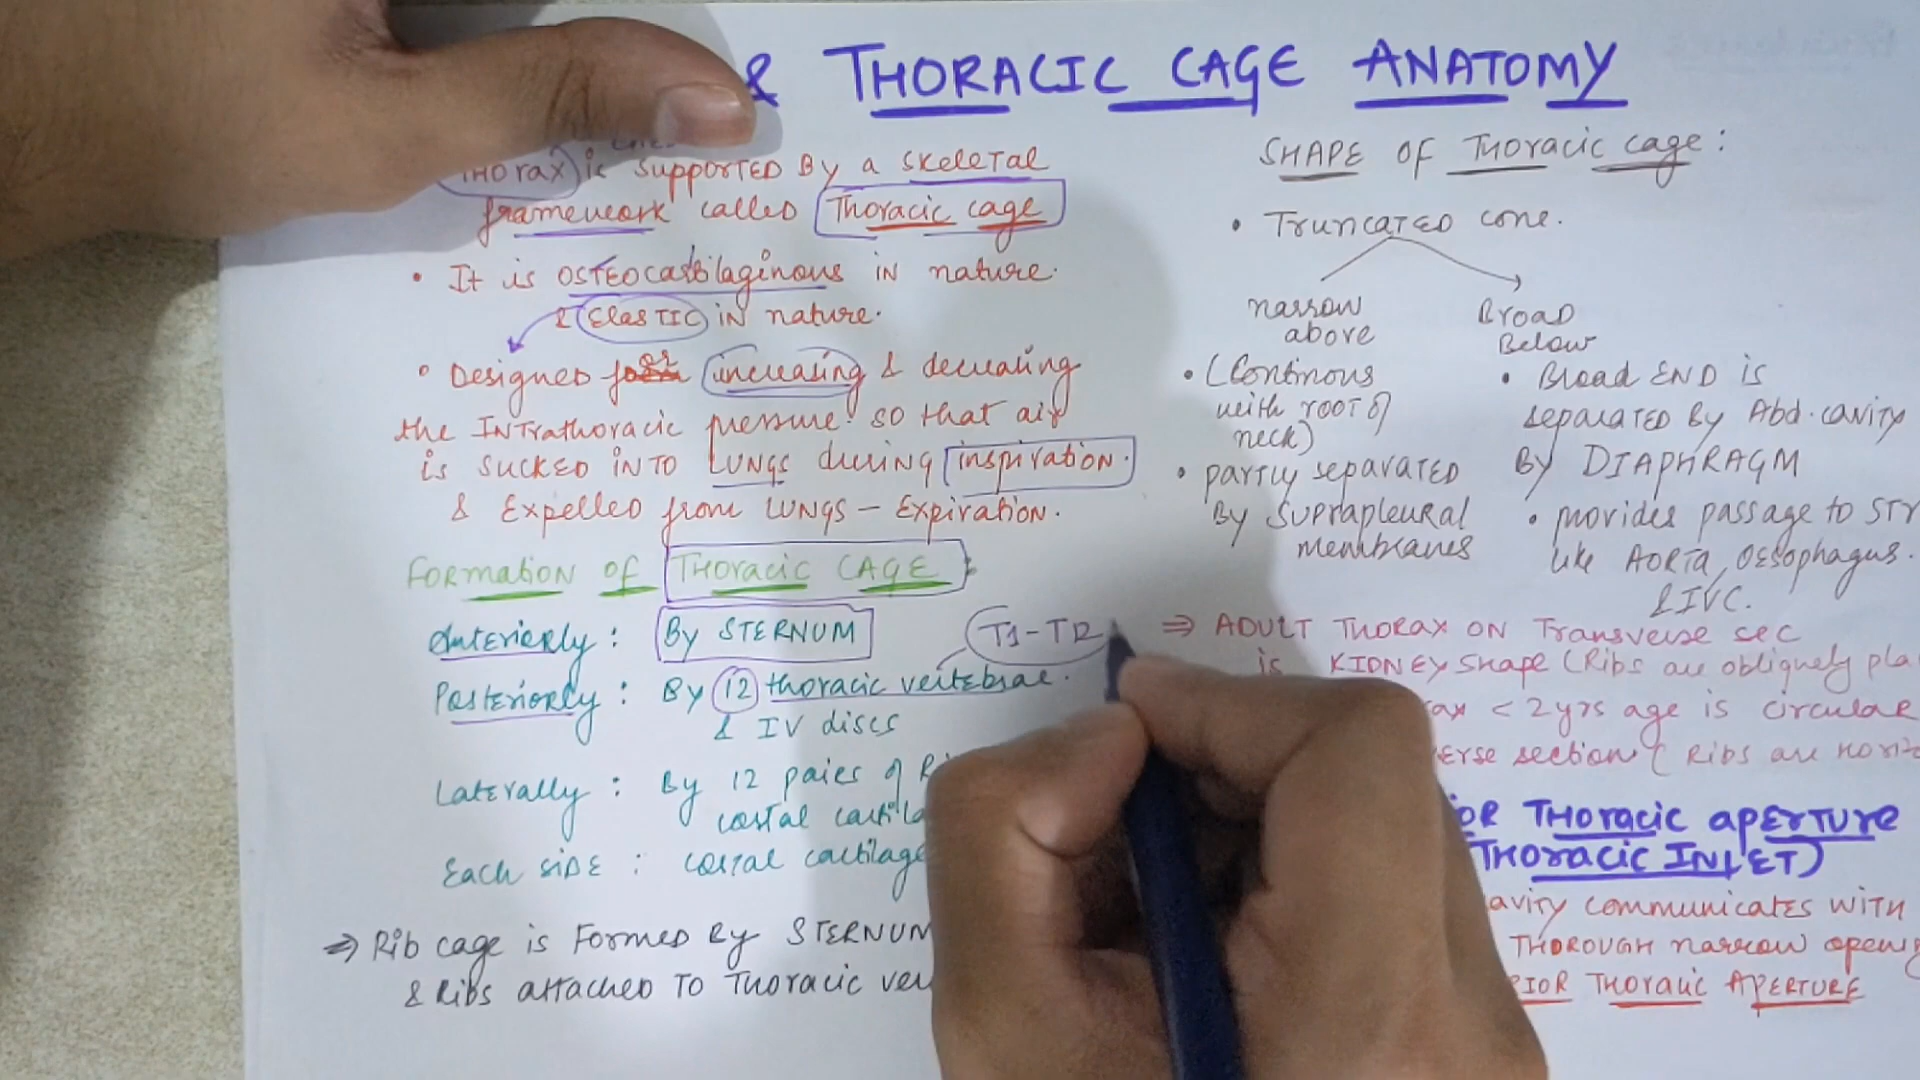 & THORACIC CAGE ANATOMY
Thorax is supported By a skeletal
framework called Thoracic cage
• It is osteocartilaginous in nature.
& Elastic in nature.
• Designed for increasing & decreasing
the Intrathoracic pressure so that air
is sucked into Lungs during inspiration.
& Expelled from Lungs - Expiration.
Formation of Thoracic CAGE
Anteriorly : By STERNUM
T1-T12
Posteriorly : By 12 thoracic vertebrae.
& IV discs
Laterally : By 12 pairs of
costal
Each side : costal cartilage
⇒ Rib cage is Formed By STERNUM
& Ribs attached to Thoracic
SHAPE OF Thoracic cage :
• Truncated cone.
narrow above
Broad Below
• (Continous with root of neck)
• partly separated By Suprapleural membranes
• Broad END is separated By Abd. cavity By DIAPHRAGM
• provides passage to STR
like Aorta, Oesophagus.
& IVC.
⇒ ADULT Thorax on Transverse sec
is KIDNEY shape (Ribs are obliquely
< 2yrs age is circular
section ( Ribs are
Thoracic aperture
Thoracic INLET)
communicates with
THOROUGH narrow
Thoracic APERTURE